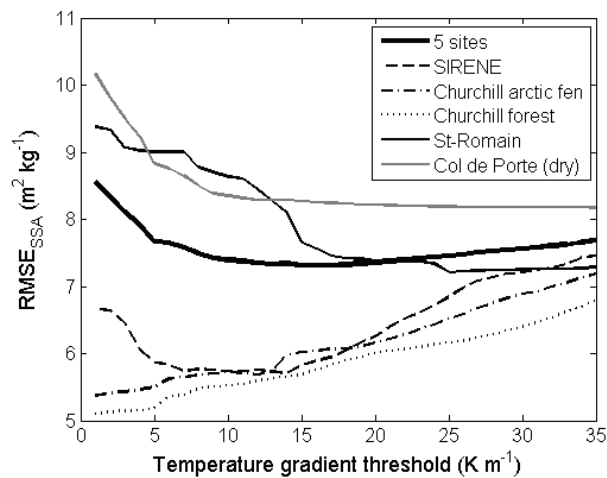 11
10
9
8
7
6
5
0
5
10
15
20
25
30
35
RMSE_SSA (m² kg⁻¹)
Temperature gradient threshold (K m⁻¹)
5 sites
SIRENE
Churchill arctic fen
Churchill forest
St-Romain
Col de Porte (dry)